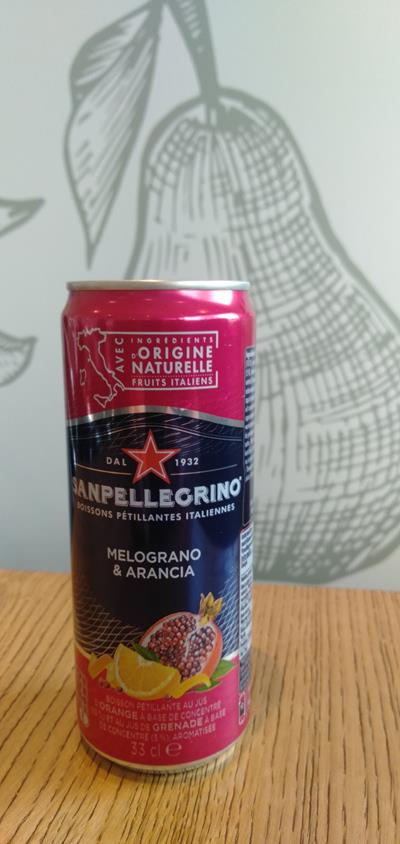 AVEC
INGRÉDIENTS
D'ORIGINE
NATURELLE
FRUITS ITALIENS
DAL 1932
SANPELLEGRINO
BOISSONS PÉTILLANTES ITALIENNES
MELOGRANO
& ARANCIA
BOISSON PÉTILLANTE AU JUS
D'ORANGE À BASE DE CONCENTRÉ
ET AU JUS DE GRENADE À BASE
DE CONCENTRÉ (3 %), AROMATISÉE
33 cl e